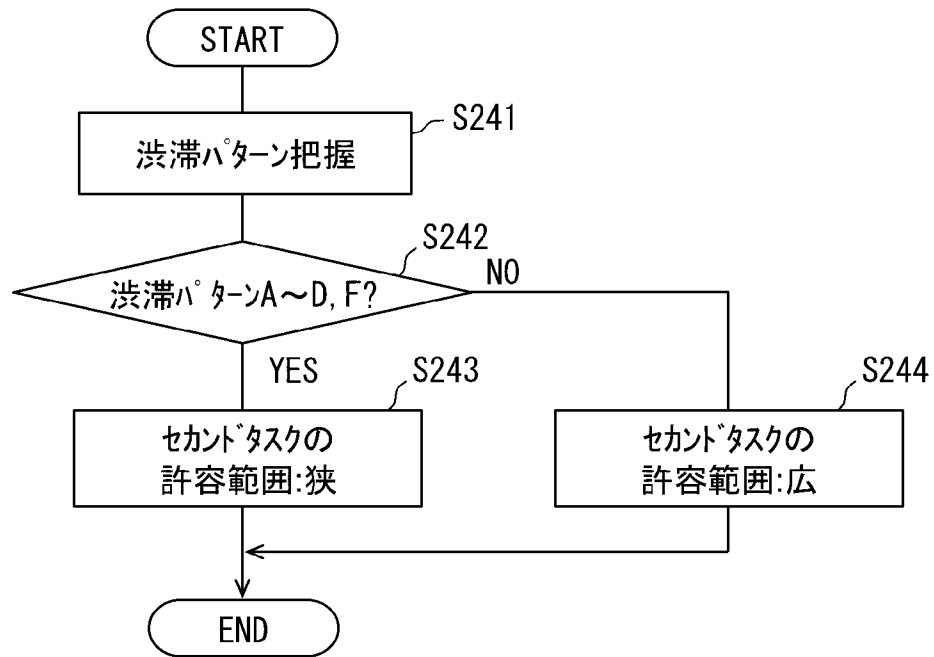 START
S241
渋滞パターン把握
S242
渋滞パターンA～D,F?
NO
YES
S243
セカンドタスクの
許容範囲:狭
S244
セカンドタスクの
許容範囲:広
END